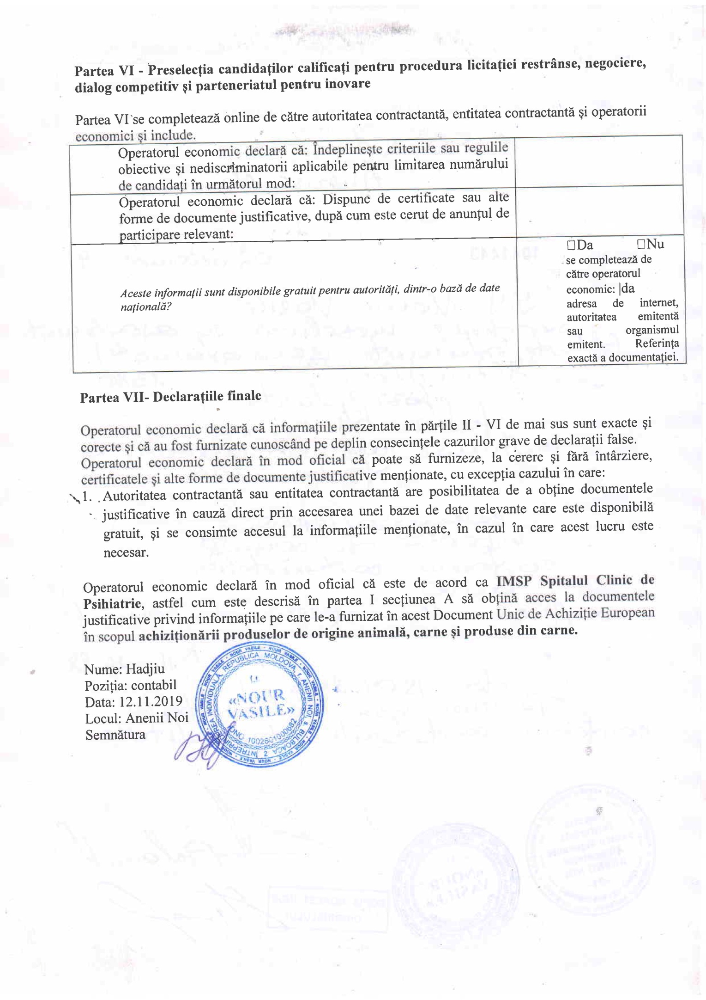 Partea VI - Preselecția candidaților calificați pentru procedura licitației restrânse, negociere,
dialog competitiv și parteneriatul pentru inovare
Partea VI se completează online de către autoritatea contractantă, entitatea contractantă și operatorii
economici și include.
Operatorul economic declară că: Îndeplinește criteriile sau regulile
obiective și nediscriminatorii aplicabile pentru limitarea numărului
de candidați în următorul mod:
Operatorul economic declară că: Dispune de certificate sau alte
forme de documente justificative, după cum este cerut de anunțul de
participare relevant:
Aceste informații sunt disponibile gratuit pentru autorități, dintr-o bază de date
națională?
☐Da ☐Nu
se completează de
către operatorul
economic: |da
adresa de internet,
autoritatea emitentă
sau organismul
emitent. Referința
exactă a documentației.
Partea VII- Declarațiile finale
Operatorul economic declară că informațiile prezentate în părțile II - VI de mai sus sunt exacte și
corecte și că au fost furnizate cunoscând pe deplin consecințele cazurilor grave de declarații false.
Operatorul economic declară în mod oficial că poate să furnizeze, la cerere și fără întârziere,
certificatele și alte forme de documente justificative menționate, cu excepția cazului în care:
1. Autoritatea contractantă sau entitatea contractantă are posibilitatea de a obține documentele
justificative în cauză direct prin accesarea unei bazei de date relevante care este disponibilă
gratuit, și se consimte accesul la informațiile menționate, în cazul în care acest lucru este
necesar.
Operatorul economic declară în mod oficial că este de acord ca IMSP Spitalul Clinic de
Psihiatrie, astfel cum este descrisă în partea I secțiunea A să obțină acces la documentele
justificative privind informațiile pe care le-a furnizat în acest Document Unic de Achiziție European
în scopul achiziționării produselor de origine animală, carne și produse din carne.
Nume: Hadjiu
Poziția: contabil
Data: 12.11.2019
Locul: Anenii Noi
Semnătura
REPUBLICA MOLDOVA, r. ANENII NOI, s. BULBOACA
Î.I.
«NOUR
VASILE»
1002601000682